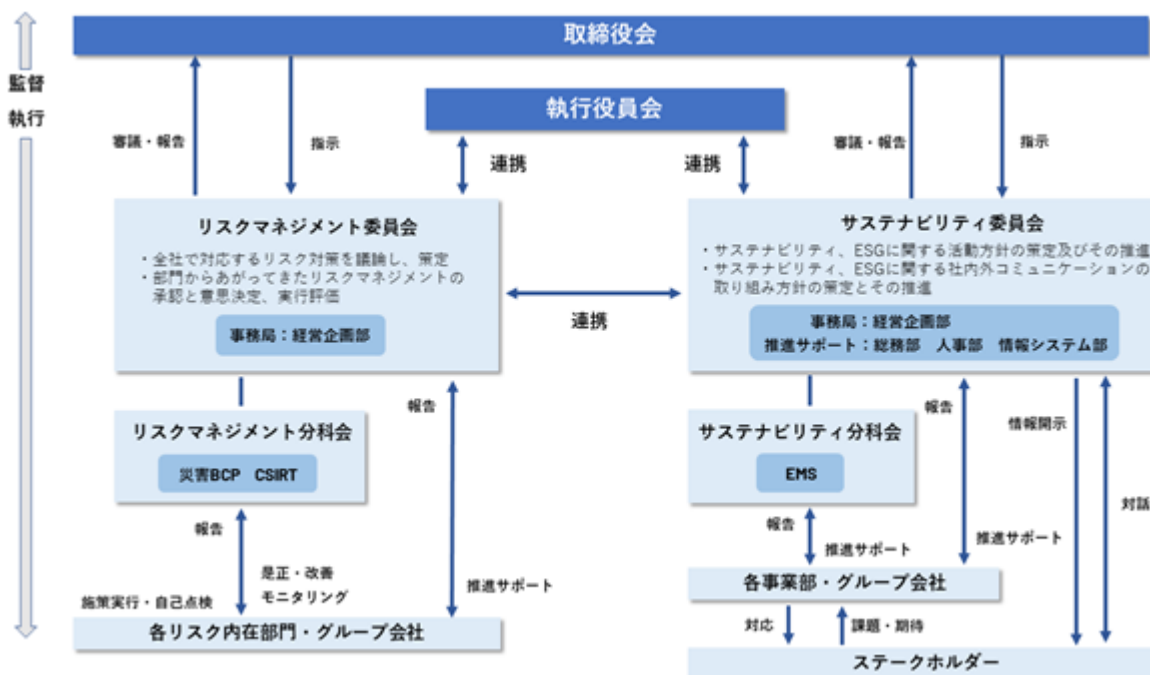 取締役会
監督
執行
執行役員会
審議・報告
指示
連携
連携
審議・報告
指示
リスクマネジメント委員会
・全社で対応するリスク対策を議論し、策定
・部門からあがってきたリスクマネジメントの
承認と意思決定、実行評価
事務局：経営企画部
連携
サステナビリティ委員会
・サステナビリティ、ESGに関する活動方針の策定及びその推進
・サステナビリティ、ESGに関する社内外コミュニケーションの
取り組み方針の策定とその推進
事務局：経営企画部
推進サポート：総務部　人事部　情報システム部
報告
リスクマネジメント分科会
災害BCP　CSIRT
報告
是正・改善
モニタリング
施策実行・自己点検
推進サポート
各リスク内在部門・グループ会社
報告
情報開示
サステナビリティ分科会
EMS
対話
報告
推進サポート
推進サポート
各事業部・グループ会社
対応
課題・期待
ステークホルダー